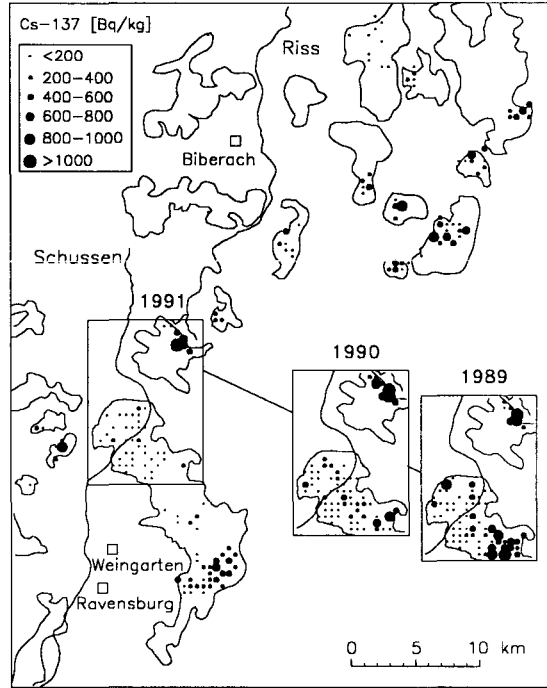 Cs-137 [Bq/kg]
<200
200-400
400-600
600-800
800-1000
>1000
Riss
Biberach
Schussen
1991
1990
1989
Weingarten
Ravensburg
0 5 10 km